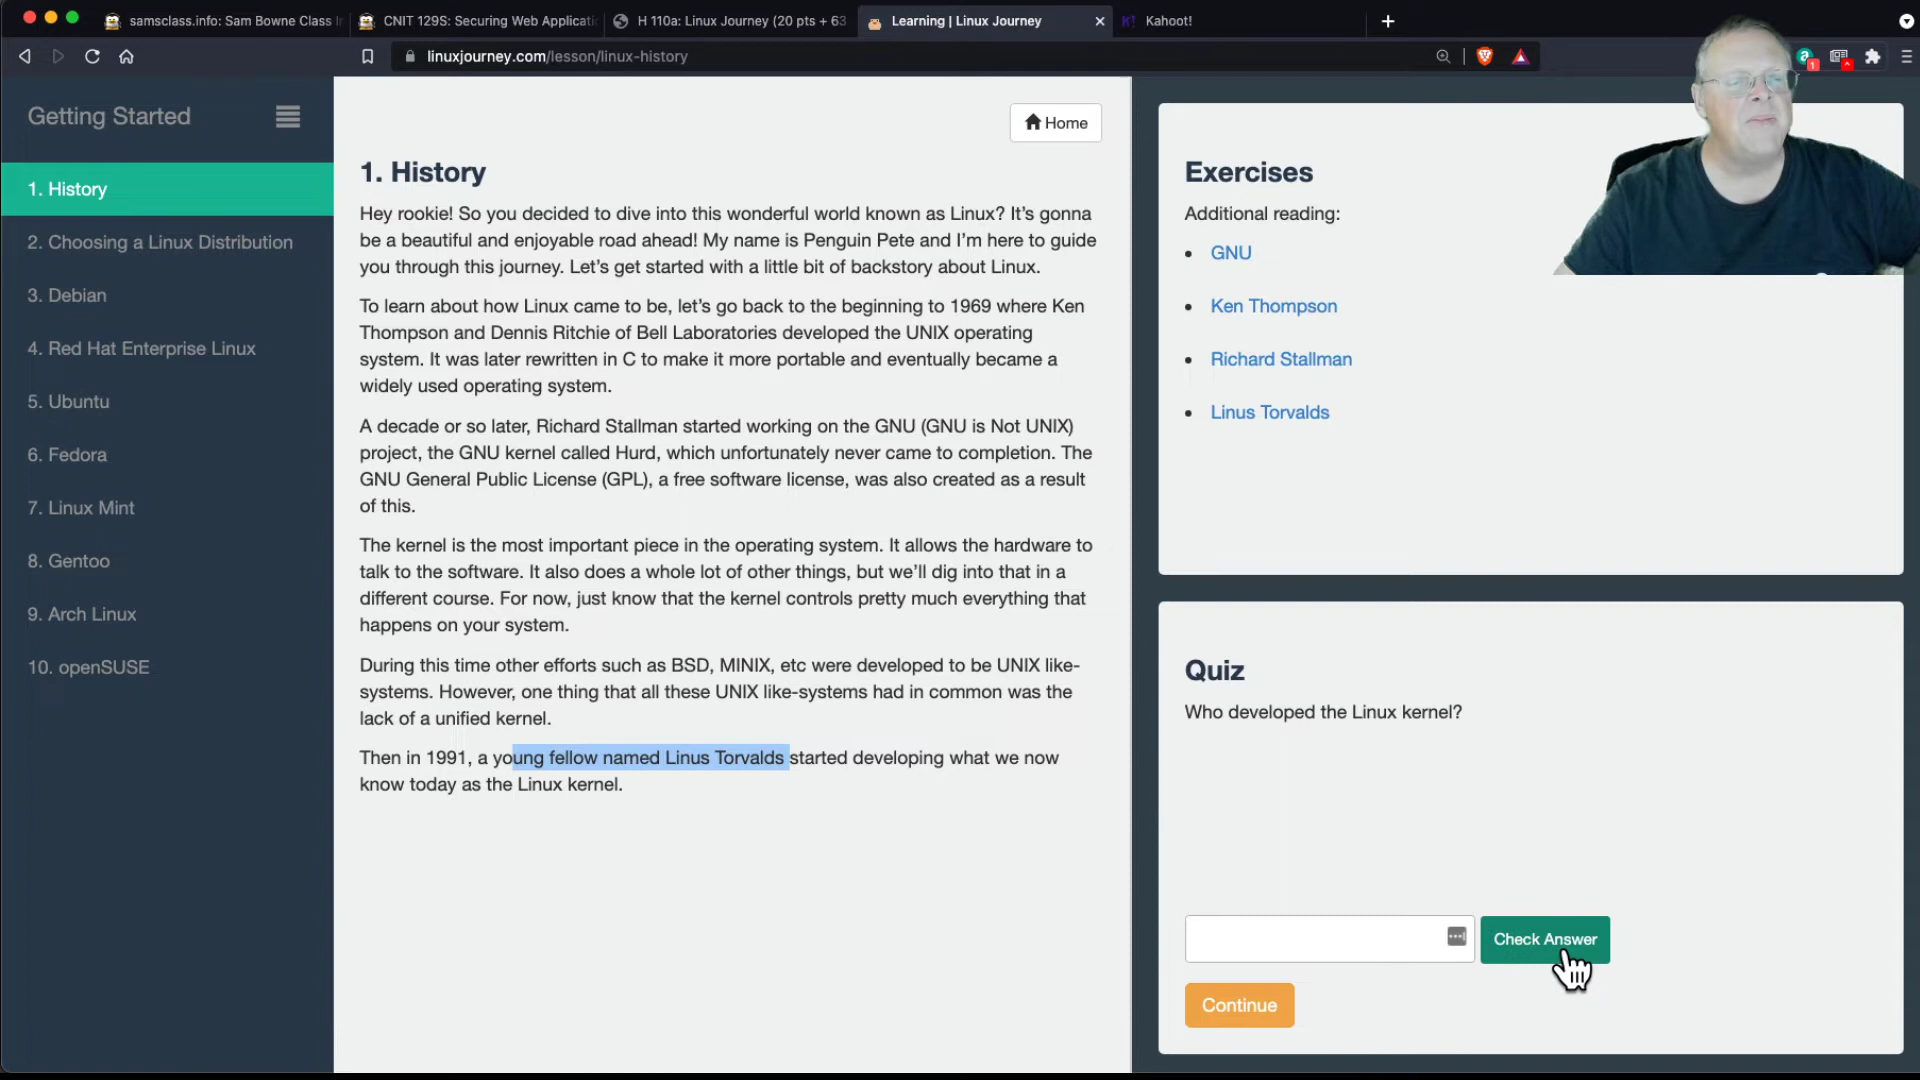 samsclass.info: Sam Bowne Class In
CNIT 129S: Securing Web Applicati
H 110a: Linux Journey (20 pts + 63
Learning | Linux Journey
Kahoot!
linuxjourney.com/lesson/linux-history
1
Getting Started
1. History
2. Choosing a Linux Distribution
3. Debian
4. Red Hat Enterprise Linux
5. Ubuntu
6. Fedora
7. Linux Mint
8. Gentoo
9. Arch Linux
10. openSUSE
Home
1. History
Hey rookie! So you decided to dive into this wonderful world known as Linux? It's gonna
be a beautiful and enjoyable road ahead! My name is Penguin Pete and I'm here to guide
you through this journey. Let's get started with a little bit of backstory about Linux.
To learn about how Linux came to be, let's go back to the beginning to 1969 where Ken
Thompson and Dennis Ritchie of Bell Laboratories developed the UNIX operating
system. It was later rewritten in C to make it more portable and eventually became a
widely used operating system.
A decade or so later, Richard Stallman started working on the GNU (GNU is Not UNIX)
project, the GNU kernel called Hurd, which unfortunately never came to completion. The
GNU General Public License (GPL), a free software license, was also created as a result
of this.
The kernel is the most important piece in the operating system. It allows the hardware to
talk to the software. It also does a whole lot of other things, but we'll dig into that in a
different course. For now, just know that the kernel controls pretty much everything that
happens on your system.
During this time other efforts such as BSD, MINIX, etc were developed to be UNIX like-
systems. However, one thing that all these UNIX like-systems had in common was the
lack of a unified kernel.
Then in 1991, a young fellow named Linus Torvalds started developing what we now
know today as the Linux kernel.
Exercises
Additional reading:
GNU
Ken Thompson
Richard Stallman
Linus Torvalds
Quiz
Who developed the Linux kernel?
Check Answer
Continue